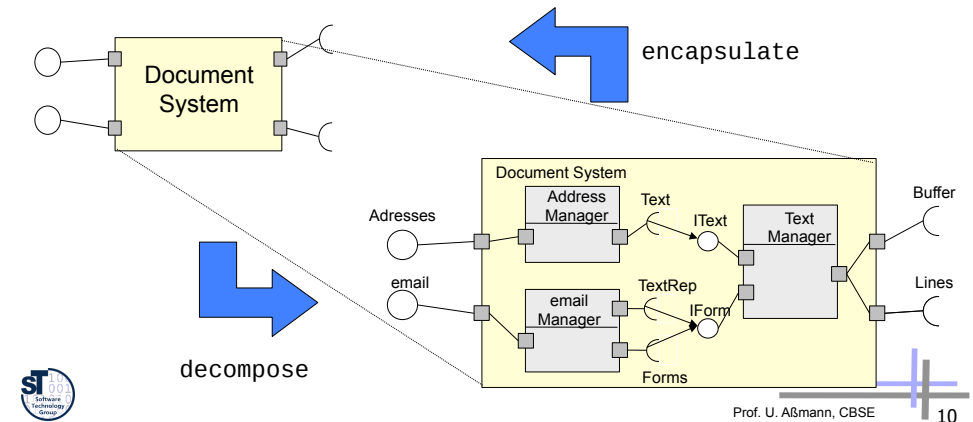 encapsulate
Document
System
Document System
Address
Manager
Text
IText
Text
Manager
Buffer
Adresses
email
email
Manager
TextRep
IForm
Forms
Lines
decompose
ST
Software
Technology
Group
Prof. U. Aßmann, CBSE
10